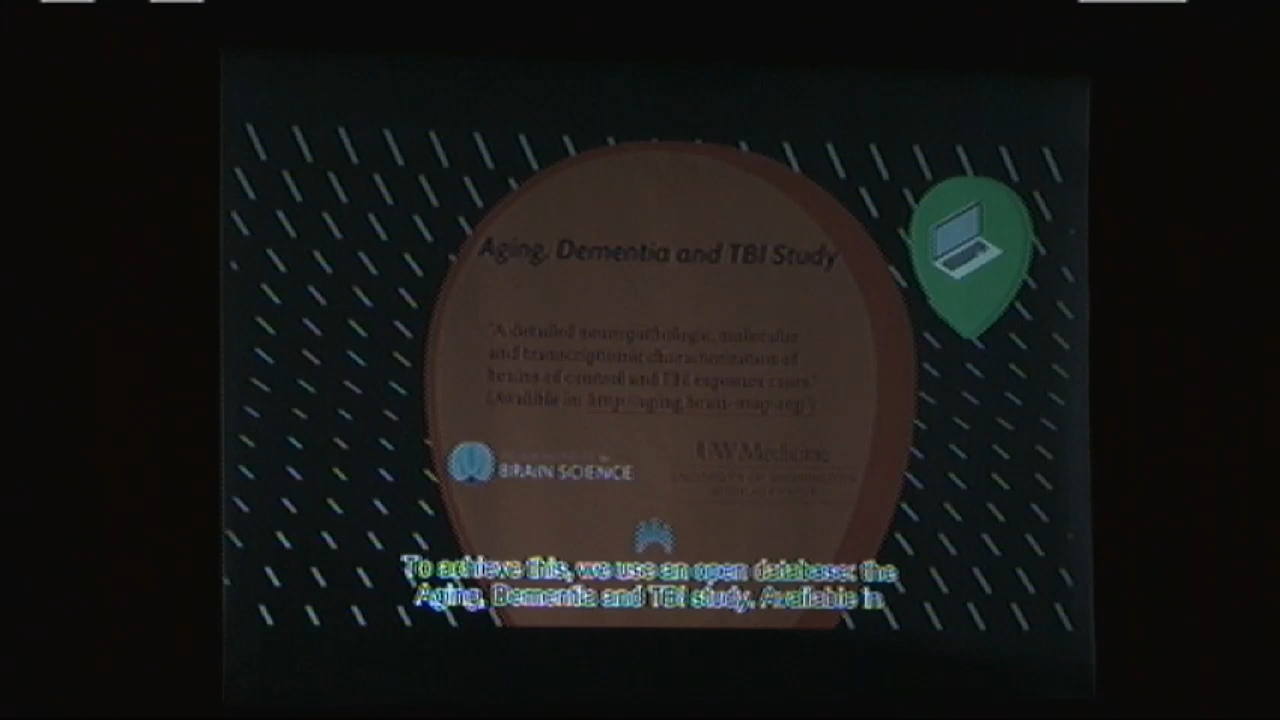 Aging, Dementia and TBI Study
"A detailed neuropathologic, molecular
and transcriptomic characterization of
brains of control and TBI exposure cases."
(Available in: http://aging.brain-map.org/)
BRAIN SCIENCE
UW Medicine
To achieve this, we use an open database: the
Aging, Dementia and TBI study. Available in